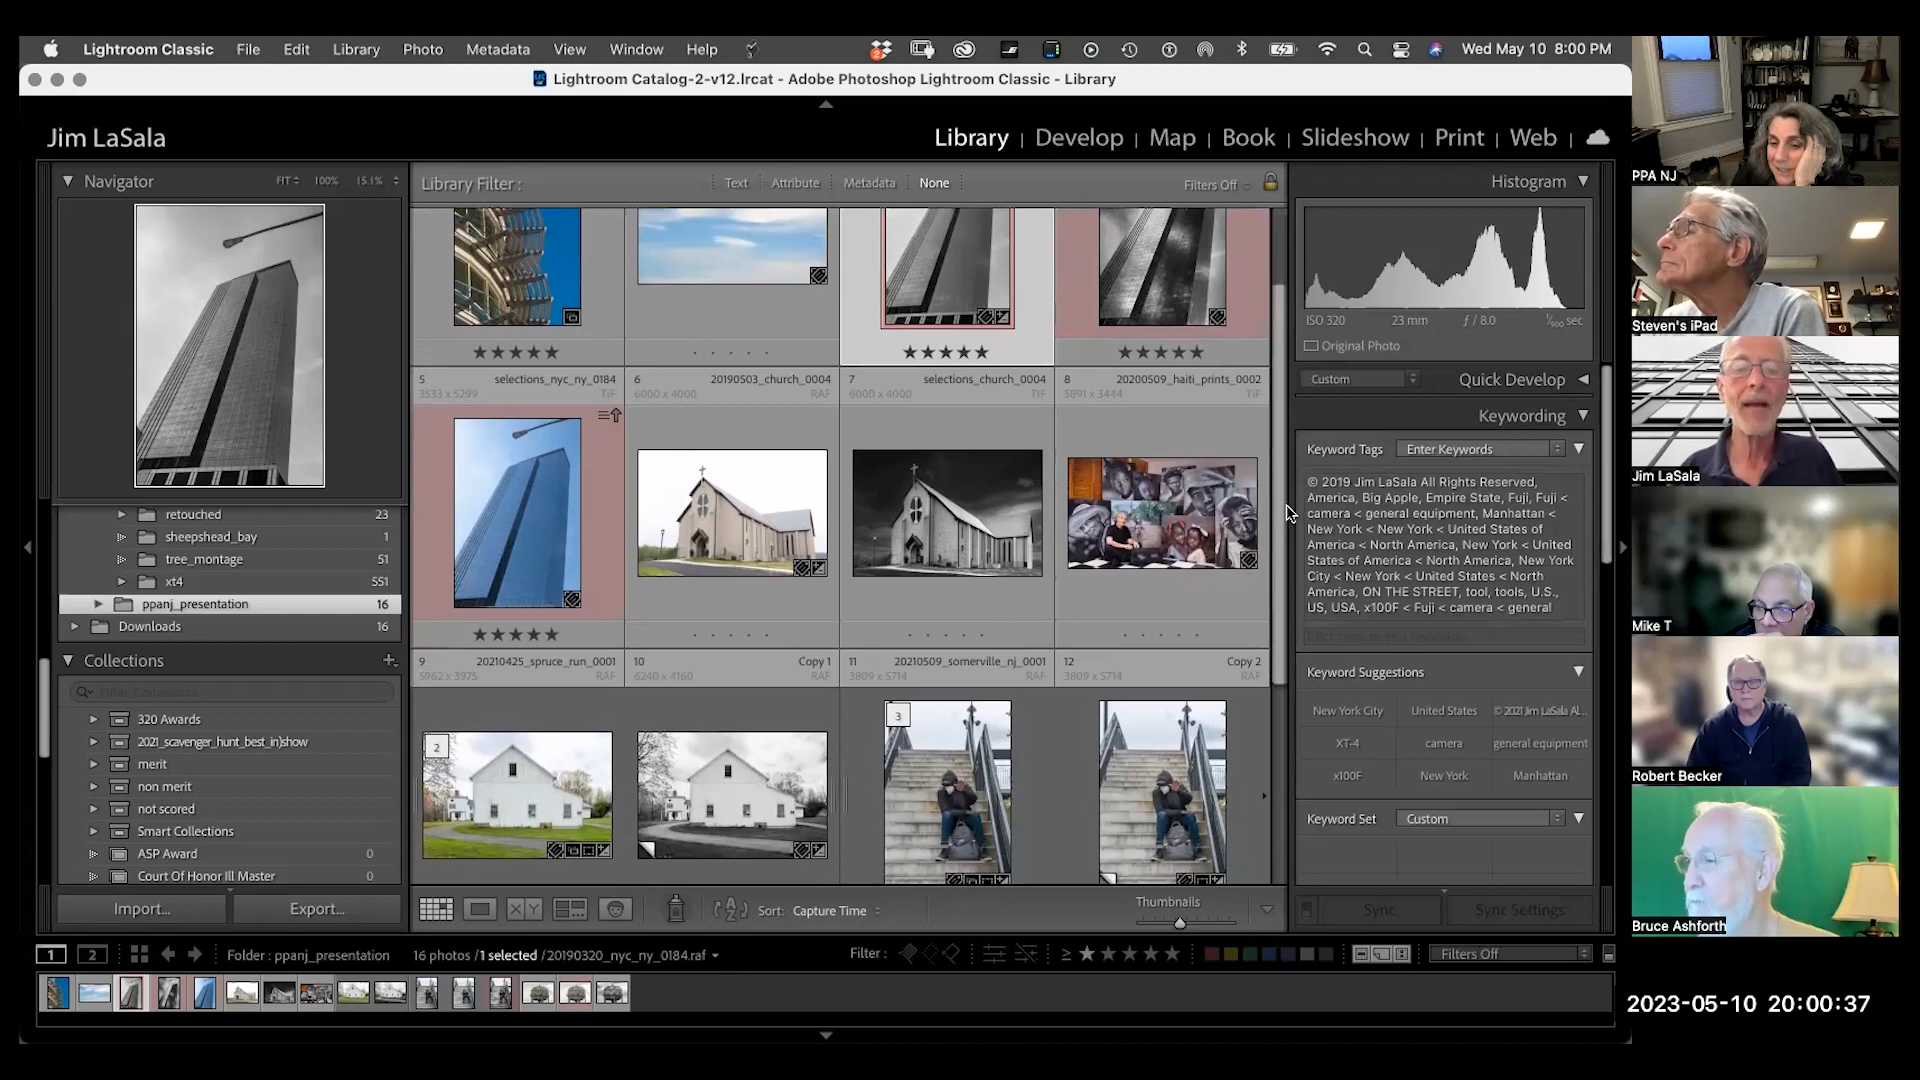 Lightroom Classic File Edit Library Photo Metadata View Window Help
2
Wed May 10 8:00 PM
Lightroom Catalog-2-v12.lrcat - Adobe Photoshop Lightroom Classic - Library
Jim LaSala
Library | Develop | Map | Book | Slideshow | Print | Web |
Navigator FIT 100% 15.1%
Library Filter : Text Attribute Metadata None Filters Off
Histogram
ISO 320 23 mm ƒ / 8.0 1/900 sec
Original Photo
Custom Quick Develop
Keywording
Keyword Tags Enter Keywords
© 2019 Jim LaSala All Rights Reserved,
America, Big Apple, Empire State, Fuji, Fuji <
camera < general equipment, Manhattan <
New York < New York < United States of
America < North America, New York < United
States of America < North America, New York
City < New York < United States < North
America, ON THE STREET, tool, tools, U.S.,
US, USA, x100F < Fuji < camera < general
Keyword Suggestions
New York City United States © 2021 Jim LaSala Al...
XT-4 camera general equipment
x100F New York Manhattan
Keyword Set Custom
Sync Sync Settings
5 selections_nyc_ny_0184
3533 x 5299 TIF
6 20190503_church_0004
6000 x 4000 RAF
7 selections_church_0004
6000 x 4000 TIF
8 20200509_haiti_prints_0002
5891 x 3444 TIF
9 20210425_spruce_run_0001
5962 x 3975 RAF
10 Copy 1
6240 x 4160 RAF
11 20210509_somerville_nj_0001
3809 x 5714 RAF
12 Copy 2
3809 x 5714 RAF
2
3
retouched 23
sheepshead_bay 1
tree_montage 51
xt4 551
ppanj_presentation 16
Downloads 16
Collections +
Filter Collections
320 Awards
2021_scavenger_hunt_best_in)show
merit
non merit
not scored
Smart Collections
ASP Award 0
Court Of Honor Ill Master 0
Import... Export...
X Y
Sort: Capture Time
Thumbnails
1 2 Folder : ppanj_presentation 16 photos / 1 selected / 20190320_nyc_ny_0184.raf
Filter : ≥ ★★★★★ Filters Off
PPA NJ
Steven's iPad
Jim LaSala
Mike T
Robert Becker
Bruce Ashforth
2023-05-10 20:00:37